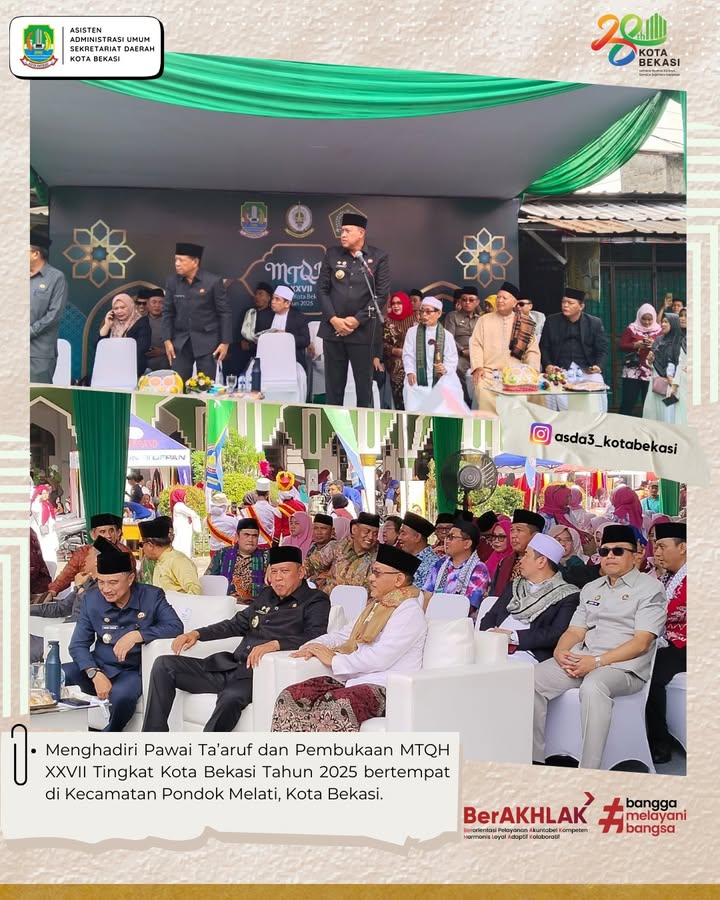 ASISTEN
ADMINISTRASI UMUM
SEKRETARIAT DAERAH
KOTA BEKASI
28th
KOTA
BEKASI
MTQH
XXVII
asda3_kotabekasi
• Menghadiri Pawai Ta’aruf dan Pembukaan MTQH
XXVII Tingkat Kota Bekasi Tahun 2025 bertempat
di Kecamatan Pondok Melati, Kota Bekasi.
BerAKHLAK
Berorientasi Pelayanan Akuntabel Kompeten
Harmonis Loyal Adaptif Kolaboratif
#bangga
melayani
bangsa